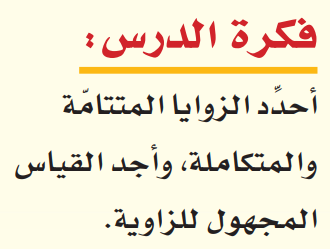 فكرة الدرس:
أحدِّد الزوايا المتتامّة
والمتكاملة، وأجد القياس
المجهول للزاوية.